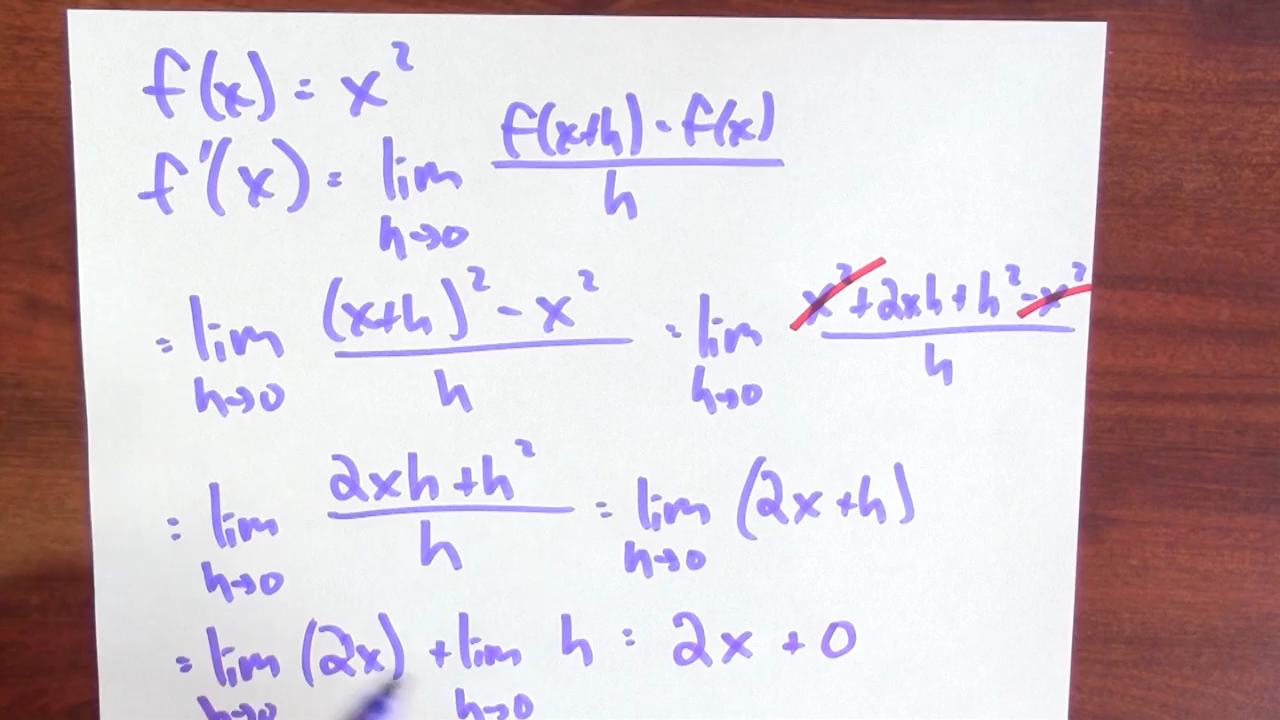 f(x) = x²
f'(x) = lim h→0 (f(x+h) - f(x))/h
= lim h→0 ((x+h)² - x²)/h = lim h→0 (x² + 2xh + h² - x²)/h
= lim h→0 (2xh + h²)/h = lim h→0 (2x + h)
= lim h→0 (2x) + lim h→0 h = 2x + 0